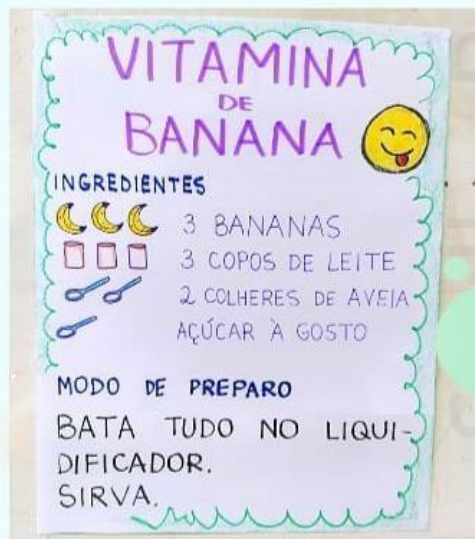 VITAMINA
DE
BANANA
INGREDIENTES
3 BANANAS
3 COPOS DE LEITE
2 COLHERES DE AVEIA
AÇÚCAR À GOSTO
MODO DE PREPARO
BATA TUDO NO LIQUI-
DIFICADOR.
SIRVA.